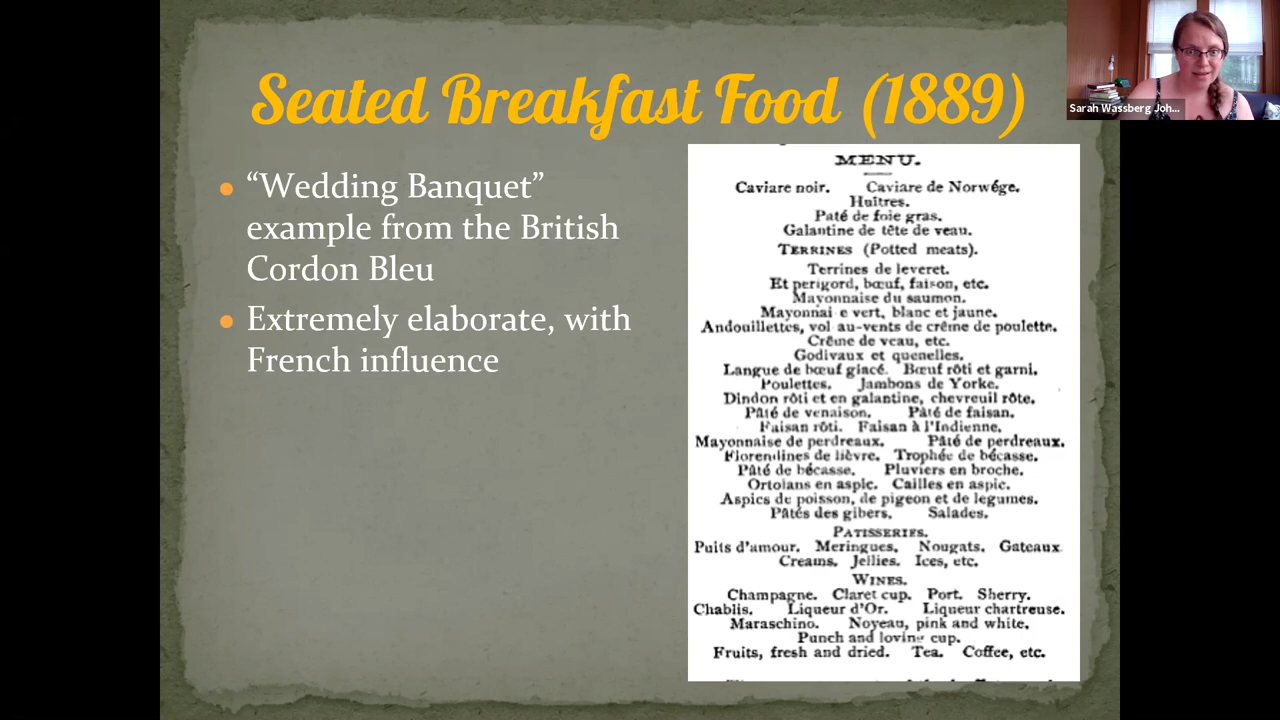 Seated Breakfast Food (1889)
Sarah Wassberg Joh...
• “Wedding Banquet”
example from the British
Cordon Bleu
• Extremely elaborate, with
French influence
MENU.
Caviare noir. Caviare de Norwége.
Huîtres.
Paté de foie gras.
Galantine de tête de veau.
TERRINES (Potted meats).
Terrines de leveret.
Et perigord, bœuf, faison, etc.
Mayonnaise du saumon.
Mayonnai e vert, blanc et jaune.
Andouillettes, vol au-vents de crême de poulette.
Crême de veau, etc.
Godivaux et quenelles.
Langue de bœuf glacé. Bœuf rôti et garni.
Poulettes. Jambons de Yorke.
Dindon rôti et en galantine, chevreuil rôte.
Pâté de venaison. Pâté de faisan.
Faisan rôti. Faisan à l'Indienne.
Mayonnaise de perdreaux. Pâté de perdreaux.
Florendines de lièvre. Trophée de bécasse.
Pâté de bécasse. Pluviers en broche.
Ortolans en aspic. Cailles en aspic.
Aspics de poisson, de pigeon et de legumes.
Pâtés des gibers. Salades.
PATISSERIES.
Puits d'amour. Meringues. Nougats. Gateaux
Creams. Jellies. Ices, etc.
WINES.
Champagne. Claret cup. Port. Sherry.
Chablis. Liqueur d'Or. Liqueur chartreuse.
Maraschino. Noyeau, pink and white.
Punch and loving cup.
Fruits, fresh and dried. Tea. Coffee, etc.